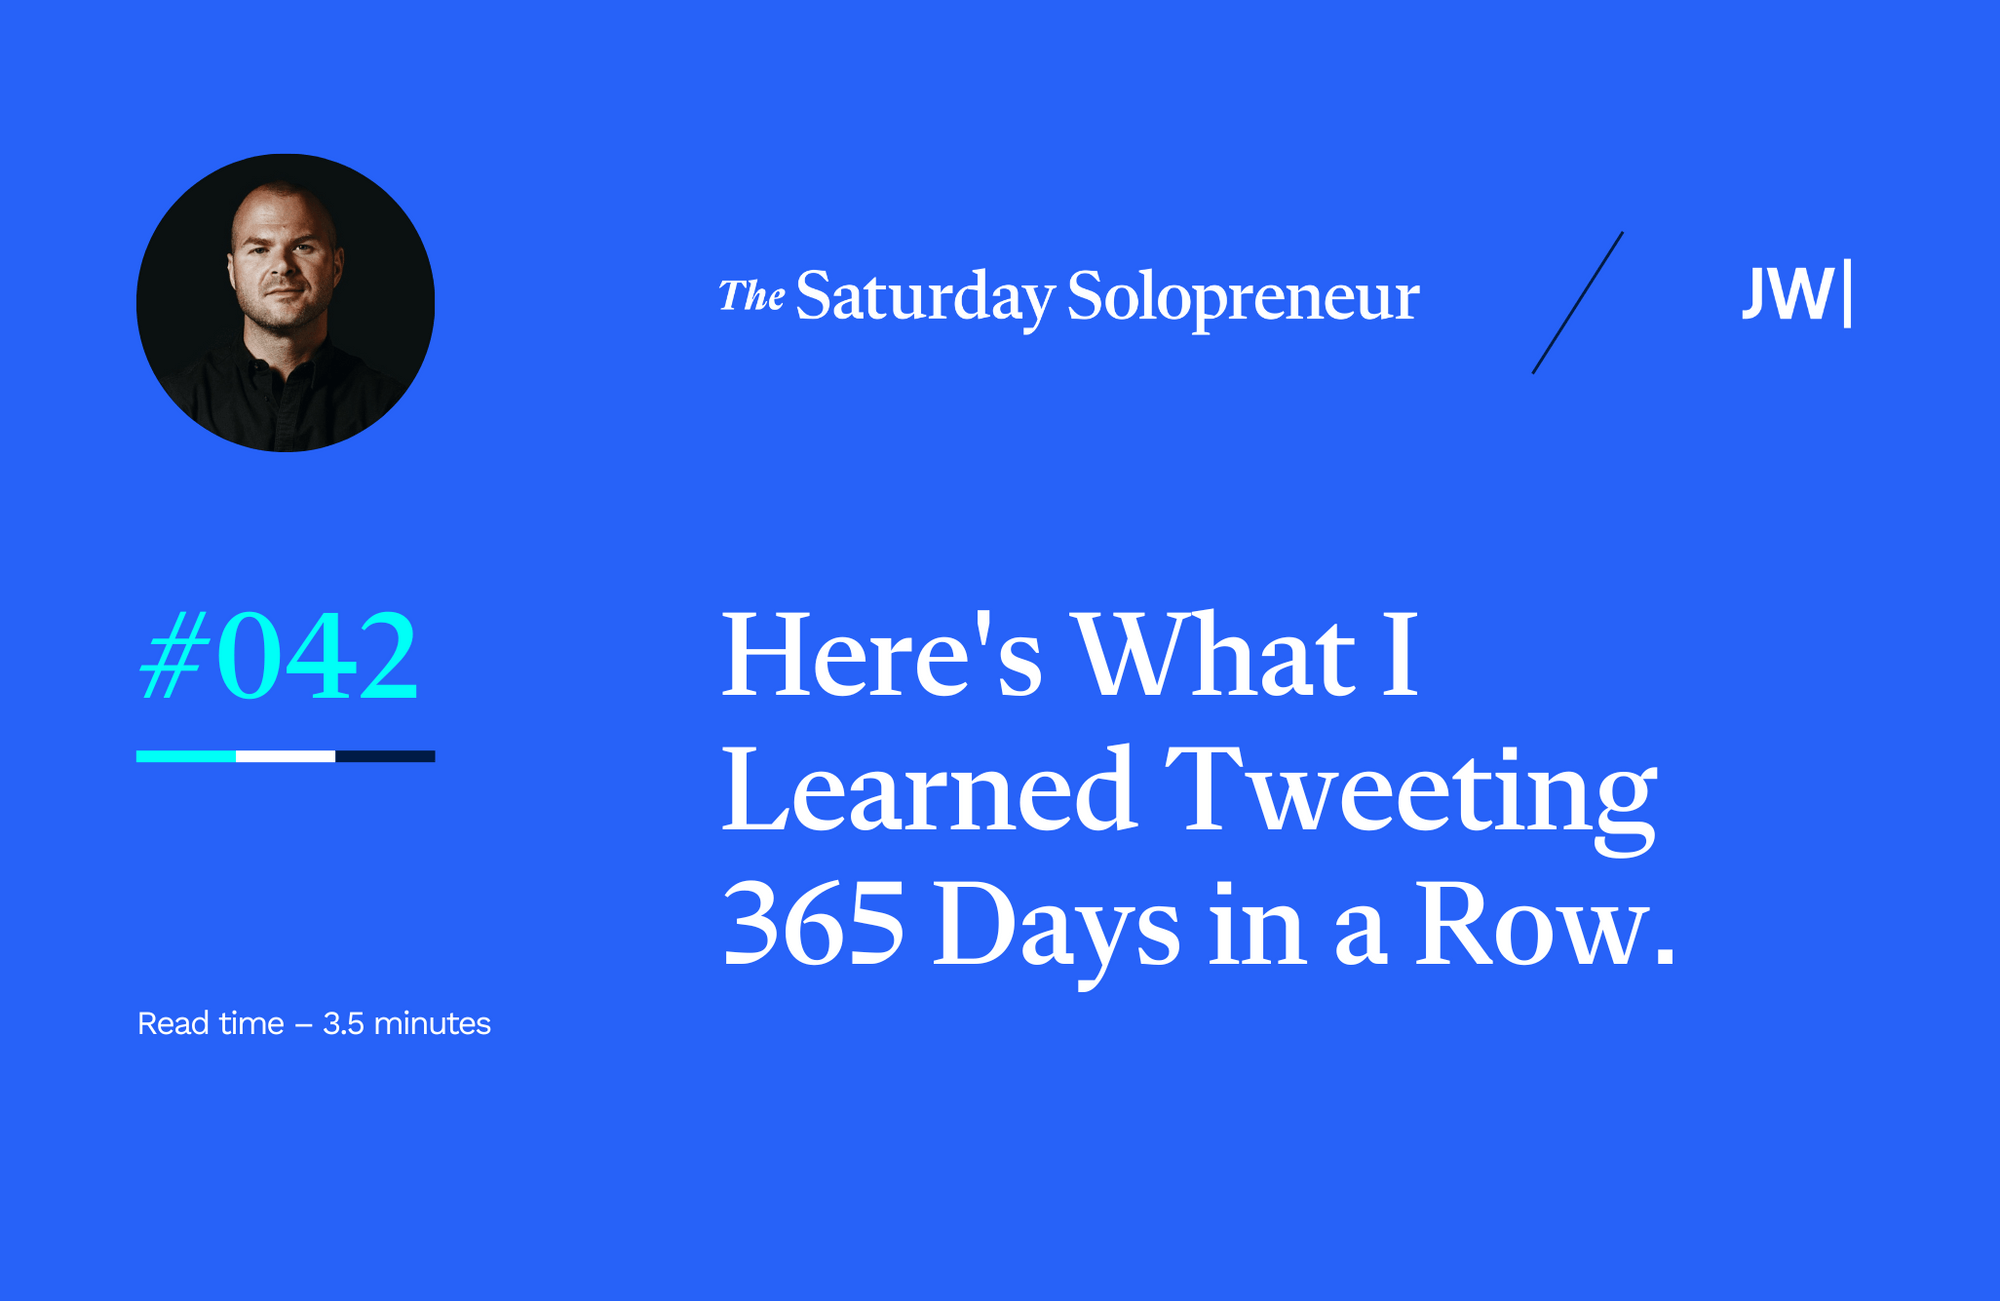 The Saturday Solopreneur
JW|
#042
Here's What I
Learned Tweeting
365 Days in a Row.
Read time – 3.5 minutes